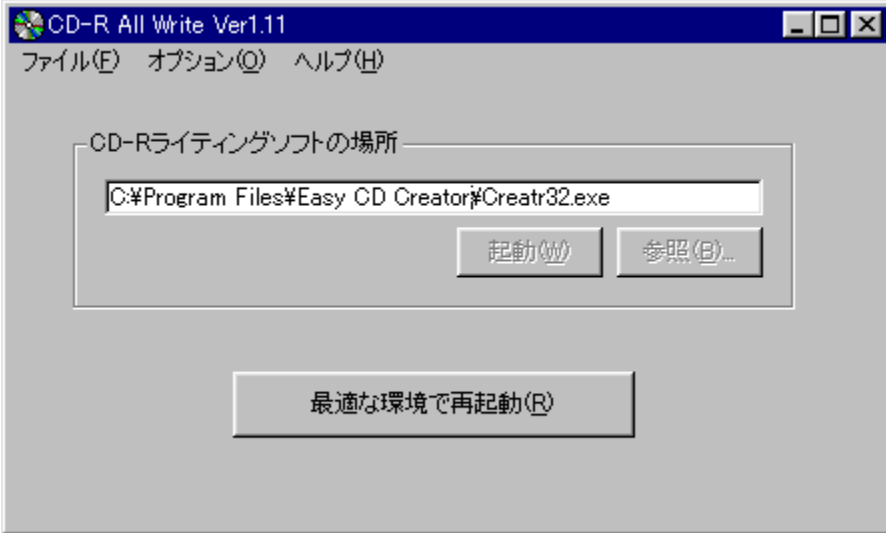 CD-R All Write Ver1.11
ファイル(F) オプション(O) ヘルプ(H)
CD-Rライティングソフトの場所
C:¥Program Files¥Easy CD Creator¥Creatr32.exe
起動(W) 参照(B)...
最適な環境で再起動(R)